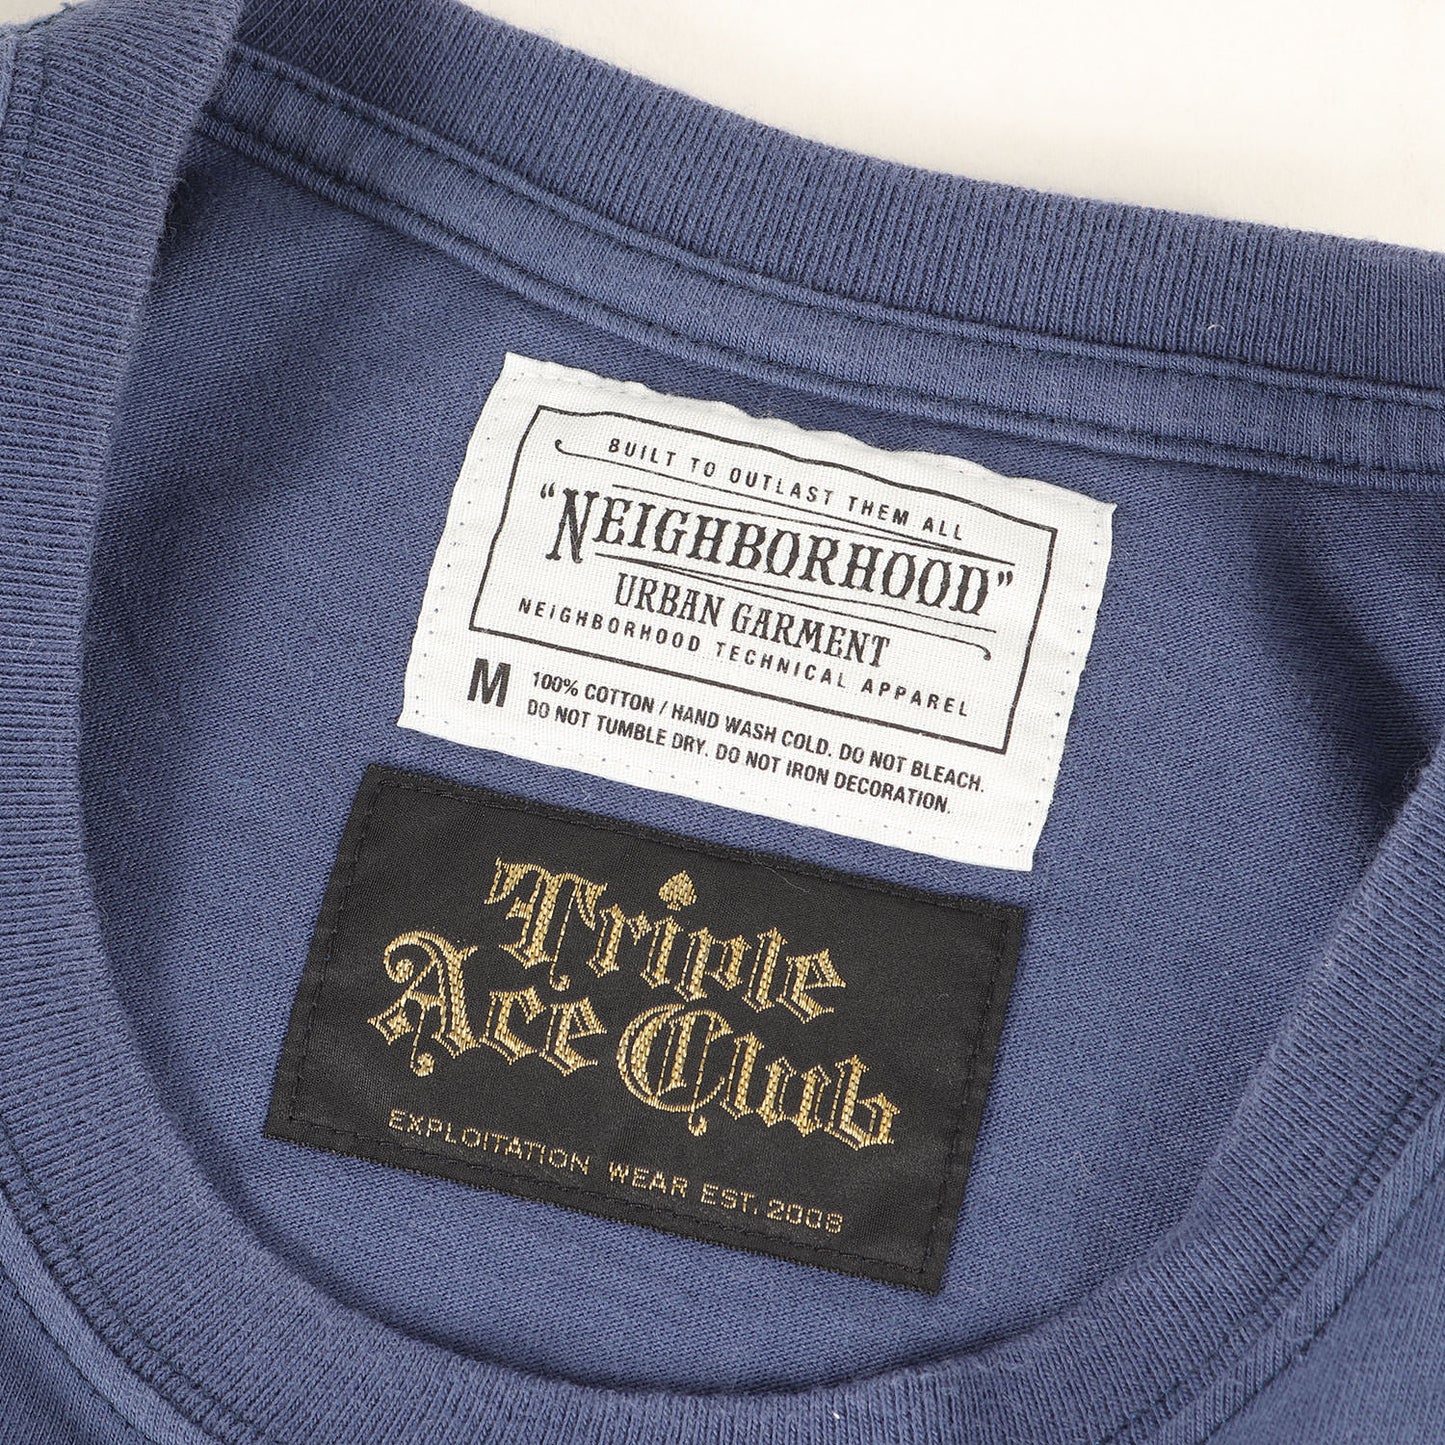 BUILT TO OUTLAST THEM ALL
"NEIGHBORHOOD"
URBAN GARMENT
NEIGHBORHOOD TECHNICAL APPAREL
M 100% COTTON / HAND WASH COLD. DO NOT BLEACH.
DO NOT TUMBLE DRY. DO NOT IRON DECORATION.
Triple
Ace Club
EXPLOITATION WEAR EST. 2008